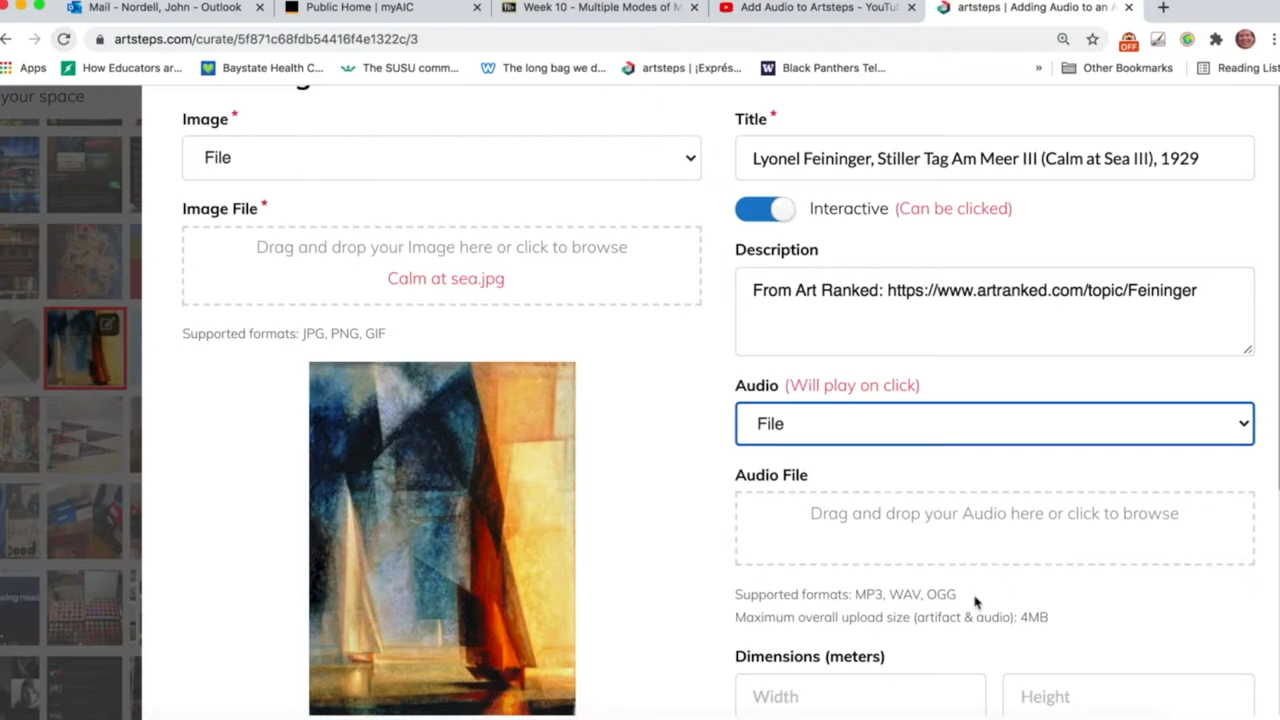 Mail - Nordell, John - Outlook
Public Home | myAIC
Week 10 - Multiple Modes of M
Add Audio to Artsteps - YouTu
artsteps | Adding Audio to an A
artsteps.com/curate/5f871c68fdb54416f4e1322c/3
OFF
Apps
How Educators ar...
Baystate Health C...
The SUSU comm...
The long bag we d...
artsteps | ¡Exprés...
Black Panthers Tel...
»
Other Bookmarks
Reading List
your space
Image *
File
Image File *
Drag and drop your Image here or click to browse
Calm at sea.jpg
Supported formats: JPG, PNG, GIF
Title *
Lyonel Feininger, Stiller Tag Am Meer III (Calm at Sea III), 1929
Interactive (Can be clicked)
Description
From Art Ranked: https://www.artranked.com/topic/Feininger
Audio (Will play on click)
File
Audio File
Drag and drop your Audio here or click to browse
Supported formats: MP3, WAV, OGG
Maximum overall upload size (artifact & audio): 4MB
Dimensions (meters)
Width
Height